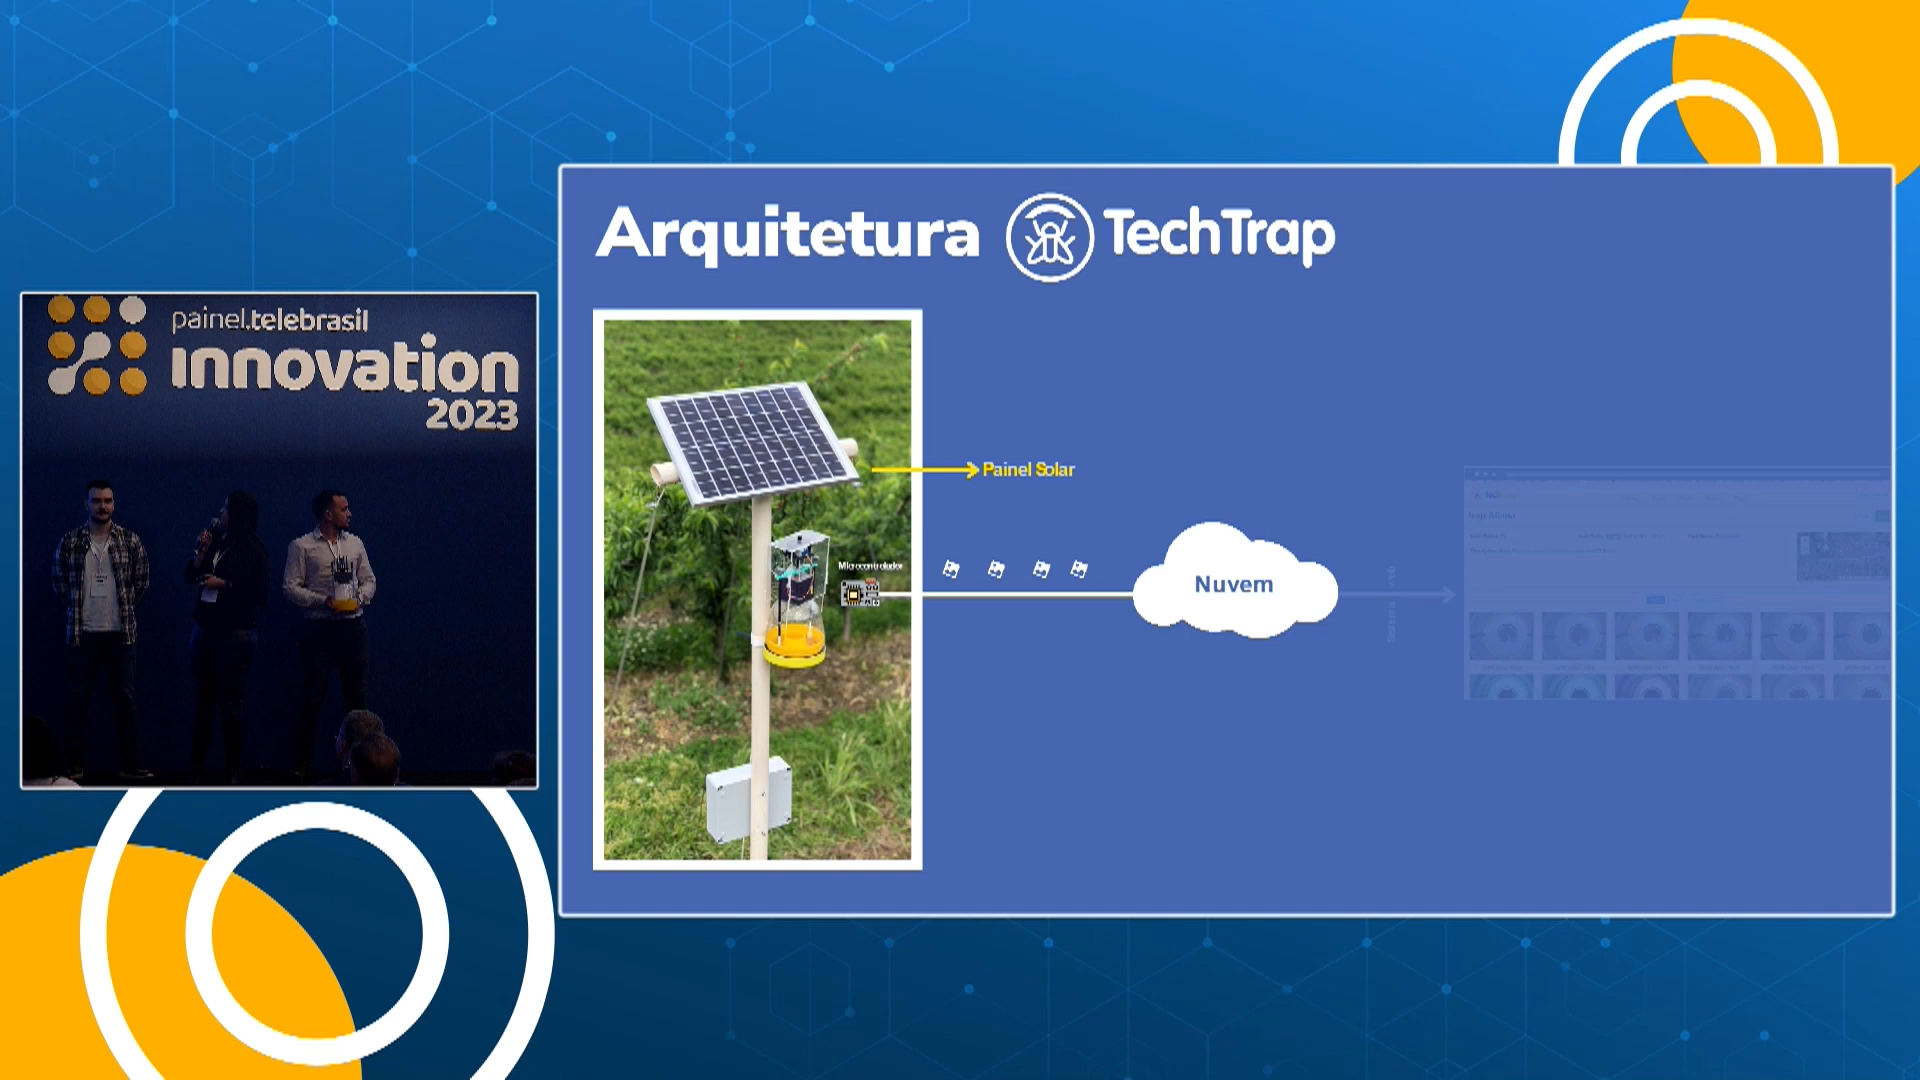 painel.telebrasil
innovation
2023
Arquitetura TechTrap
Painel Solar
Microcontrolador
Nuvem